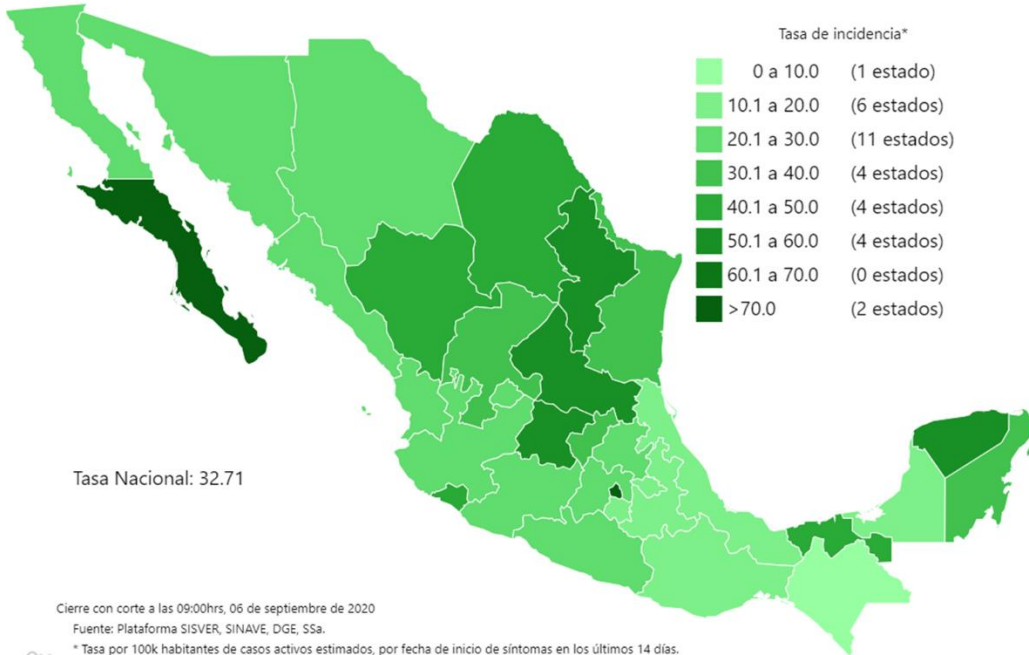 Tasa de incidencia*
0 a 10.0 (1 estado)
10.1 a 20.0 (6 estados)
20.1 a 30.0 (11 estados)
30.1 a 40.0 (4 estados)
40.1 a 50.0 (4 estados)
50.1 a 60.0 (4 estados)
60.1 a 70.0 (0 estados)
>70.0 (2 estados)
Tasa Nacional: 32.71
Cierre con corte a las 09:00hrs, 06 de septiembre de 2020
Fuente: Plataforma SISVER, SINAVE, DGE, SSa.
* Tasa por 100k habitantes de casos activos estimados, por fecha de inicio de síntomas en los últimos 14 días.